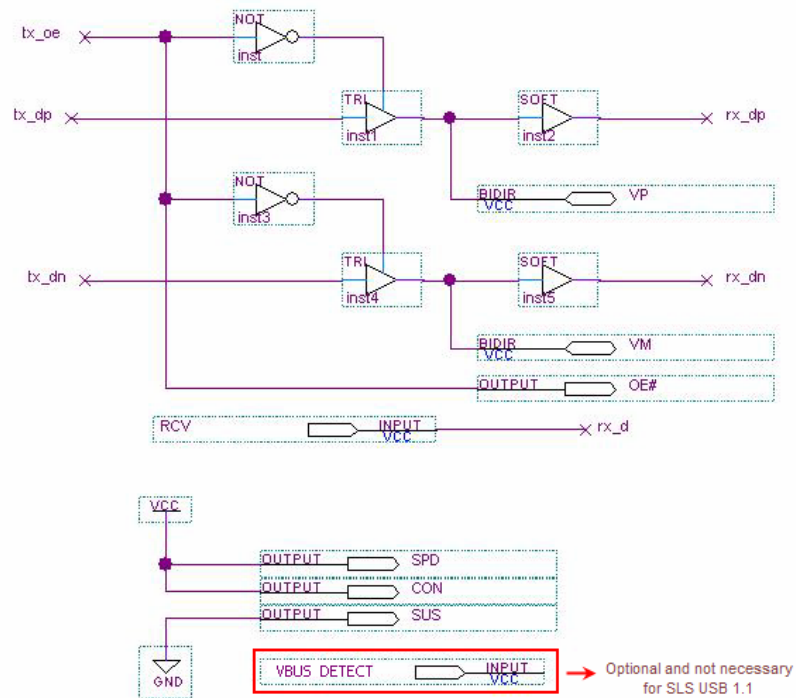 tx_oe
NOT
inst
tx_dp
TRI
inst1
SOFT
inst2
rx_dp
NOT
inst3
BIDIR
VCC
VP
tx_dn
TRI
inst4
SOFT
inst5
rx_dn
BIDIR
VCC
VM
OUTPUT
OE#
RCV
INPUT
VCC
rx_d
VCC
OUTPUT
SPD
OUTPUT
CON
OUTPUT
SUS
GND
VBUS DETECT
INPUT
VCC
Optional and not necessary
for SLS USB 1.1